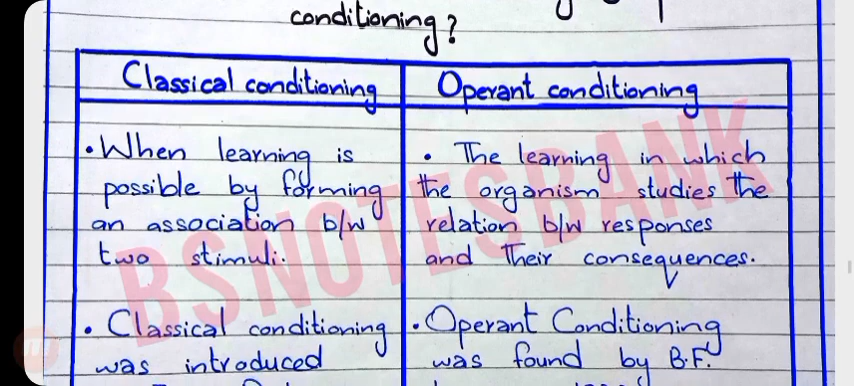 conditioning?
Classical conditioning
Operant conditioning
• When learning is
possible by forming
an association b/w
two stimuli.
• The learning in which
the organism studies the
relation b/w responses
and their consequences.
• Classical conditioning
was introduced
• Operant Conditioning
was found by B.F.
BSNOTESBANK